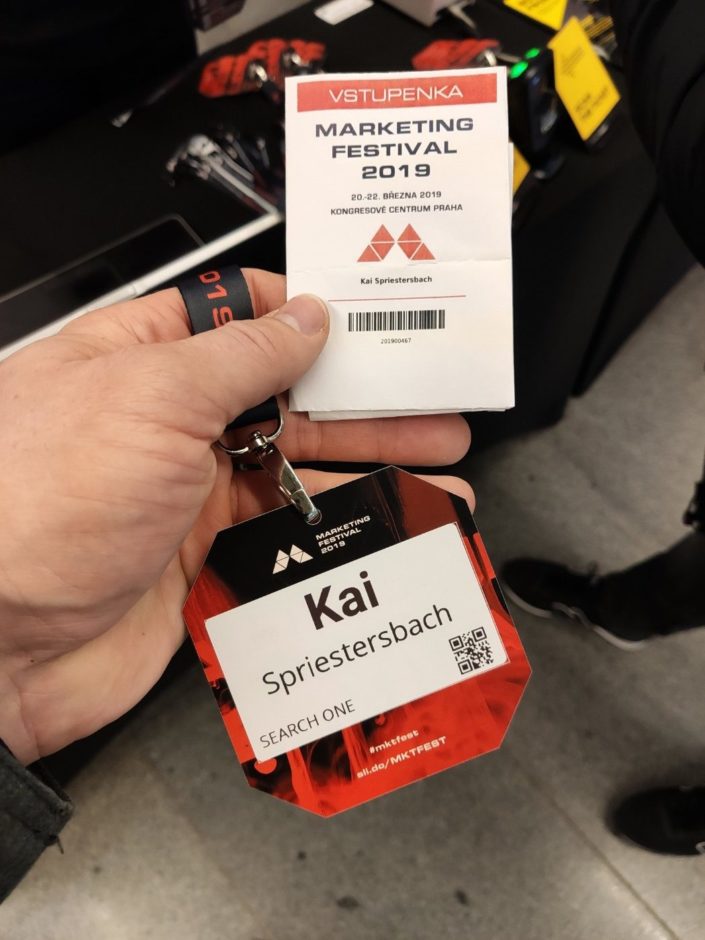 VSTUPENKA
MARKETING
FESTIVAL
2019
20.-22. BŘEZNA 2019
KONGRESOVÉ CENTRUM PRAHA
Kai Spriestersbach
201900467
019
MARKETING
FESTIVAL
2019
Kai
Spriestersbach
SEARCH ONE
#mktfest
sli.do/MKTFEST